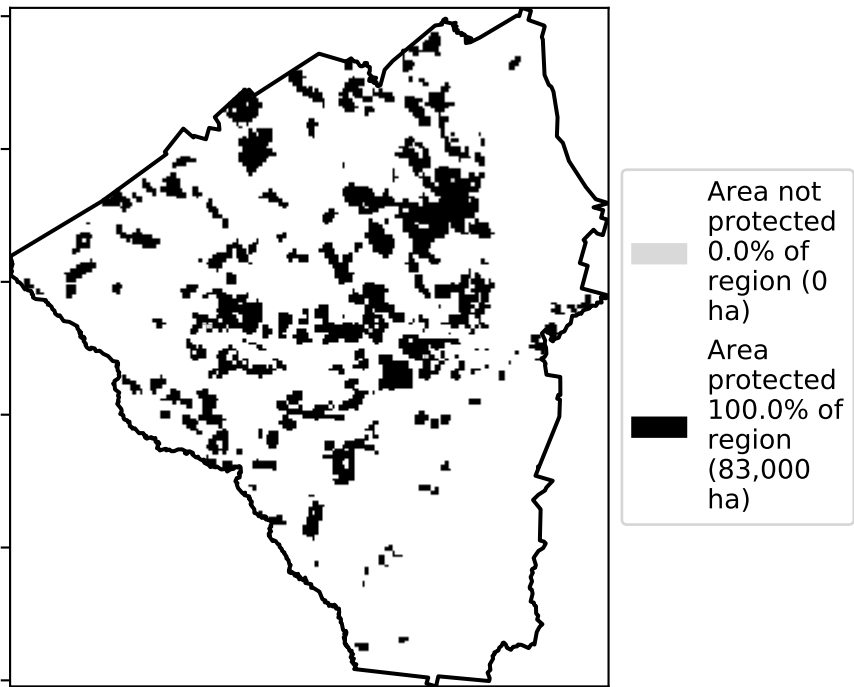 Area not
protected
0.0% of
region (0
ha)
Area
protected
100.0% of
region
(83,000
ha)